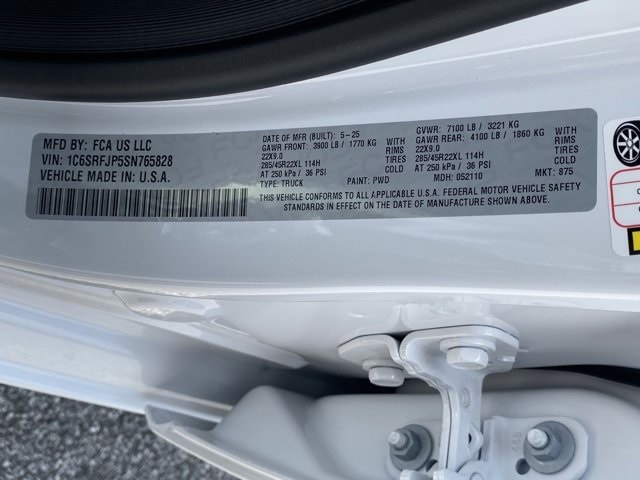 MFD BY: FCA US LLC
VIN: 1C6SRFJP5SN765828
VEHICLE MADE IN: U.S.A.
DATE OF MFR (BUILT): 5-25
GAWR FRONT: 3900 LB / 1770 KG WITH
22X9.0 RIMS
285/45R22XL 114H TIRES
AT 250 kPa / 36 PSI COLD
TYPE: TRUCK PAINT: PWD
GVWR: 7100 LB / 3221 KG
GAWR REAR: 4100 LB / 1860 KG WITH
22X9.0 RIMS
285/45R22XL 114H TIRES
AT 250 kPa / 36 PSI COLD
MDH: 052110 MKT: 875
THIS VEHICLE CONFORMS TO ALL APPLICABLE U.S.A. FEDERAL MOTOR VEHICLE SAFETY
STANDARDS IN EFFECT ON THE DATE OF MANUFACTURE SHOWN ABOVE.